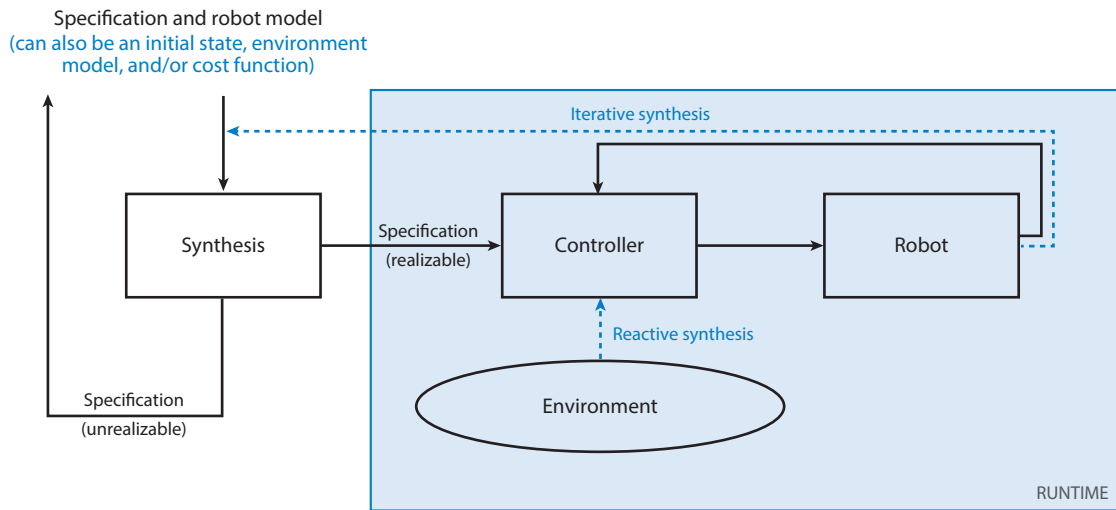 Specification and robot model
(can also be an initial state, environment
model, and/or cost function)
Iterative synthesis
Synthesis
Specification
(realizable)
Controller
Robot
Reactive synthesis
Specification
(unrealizable)
Environment
RUNTIME